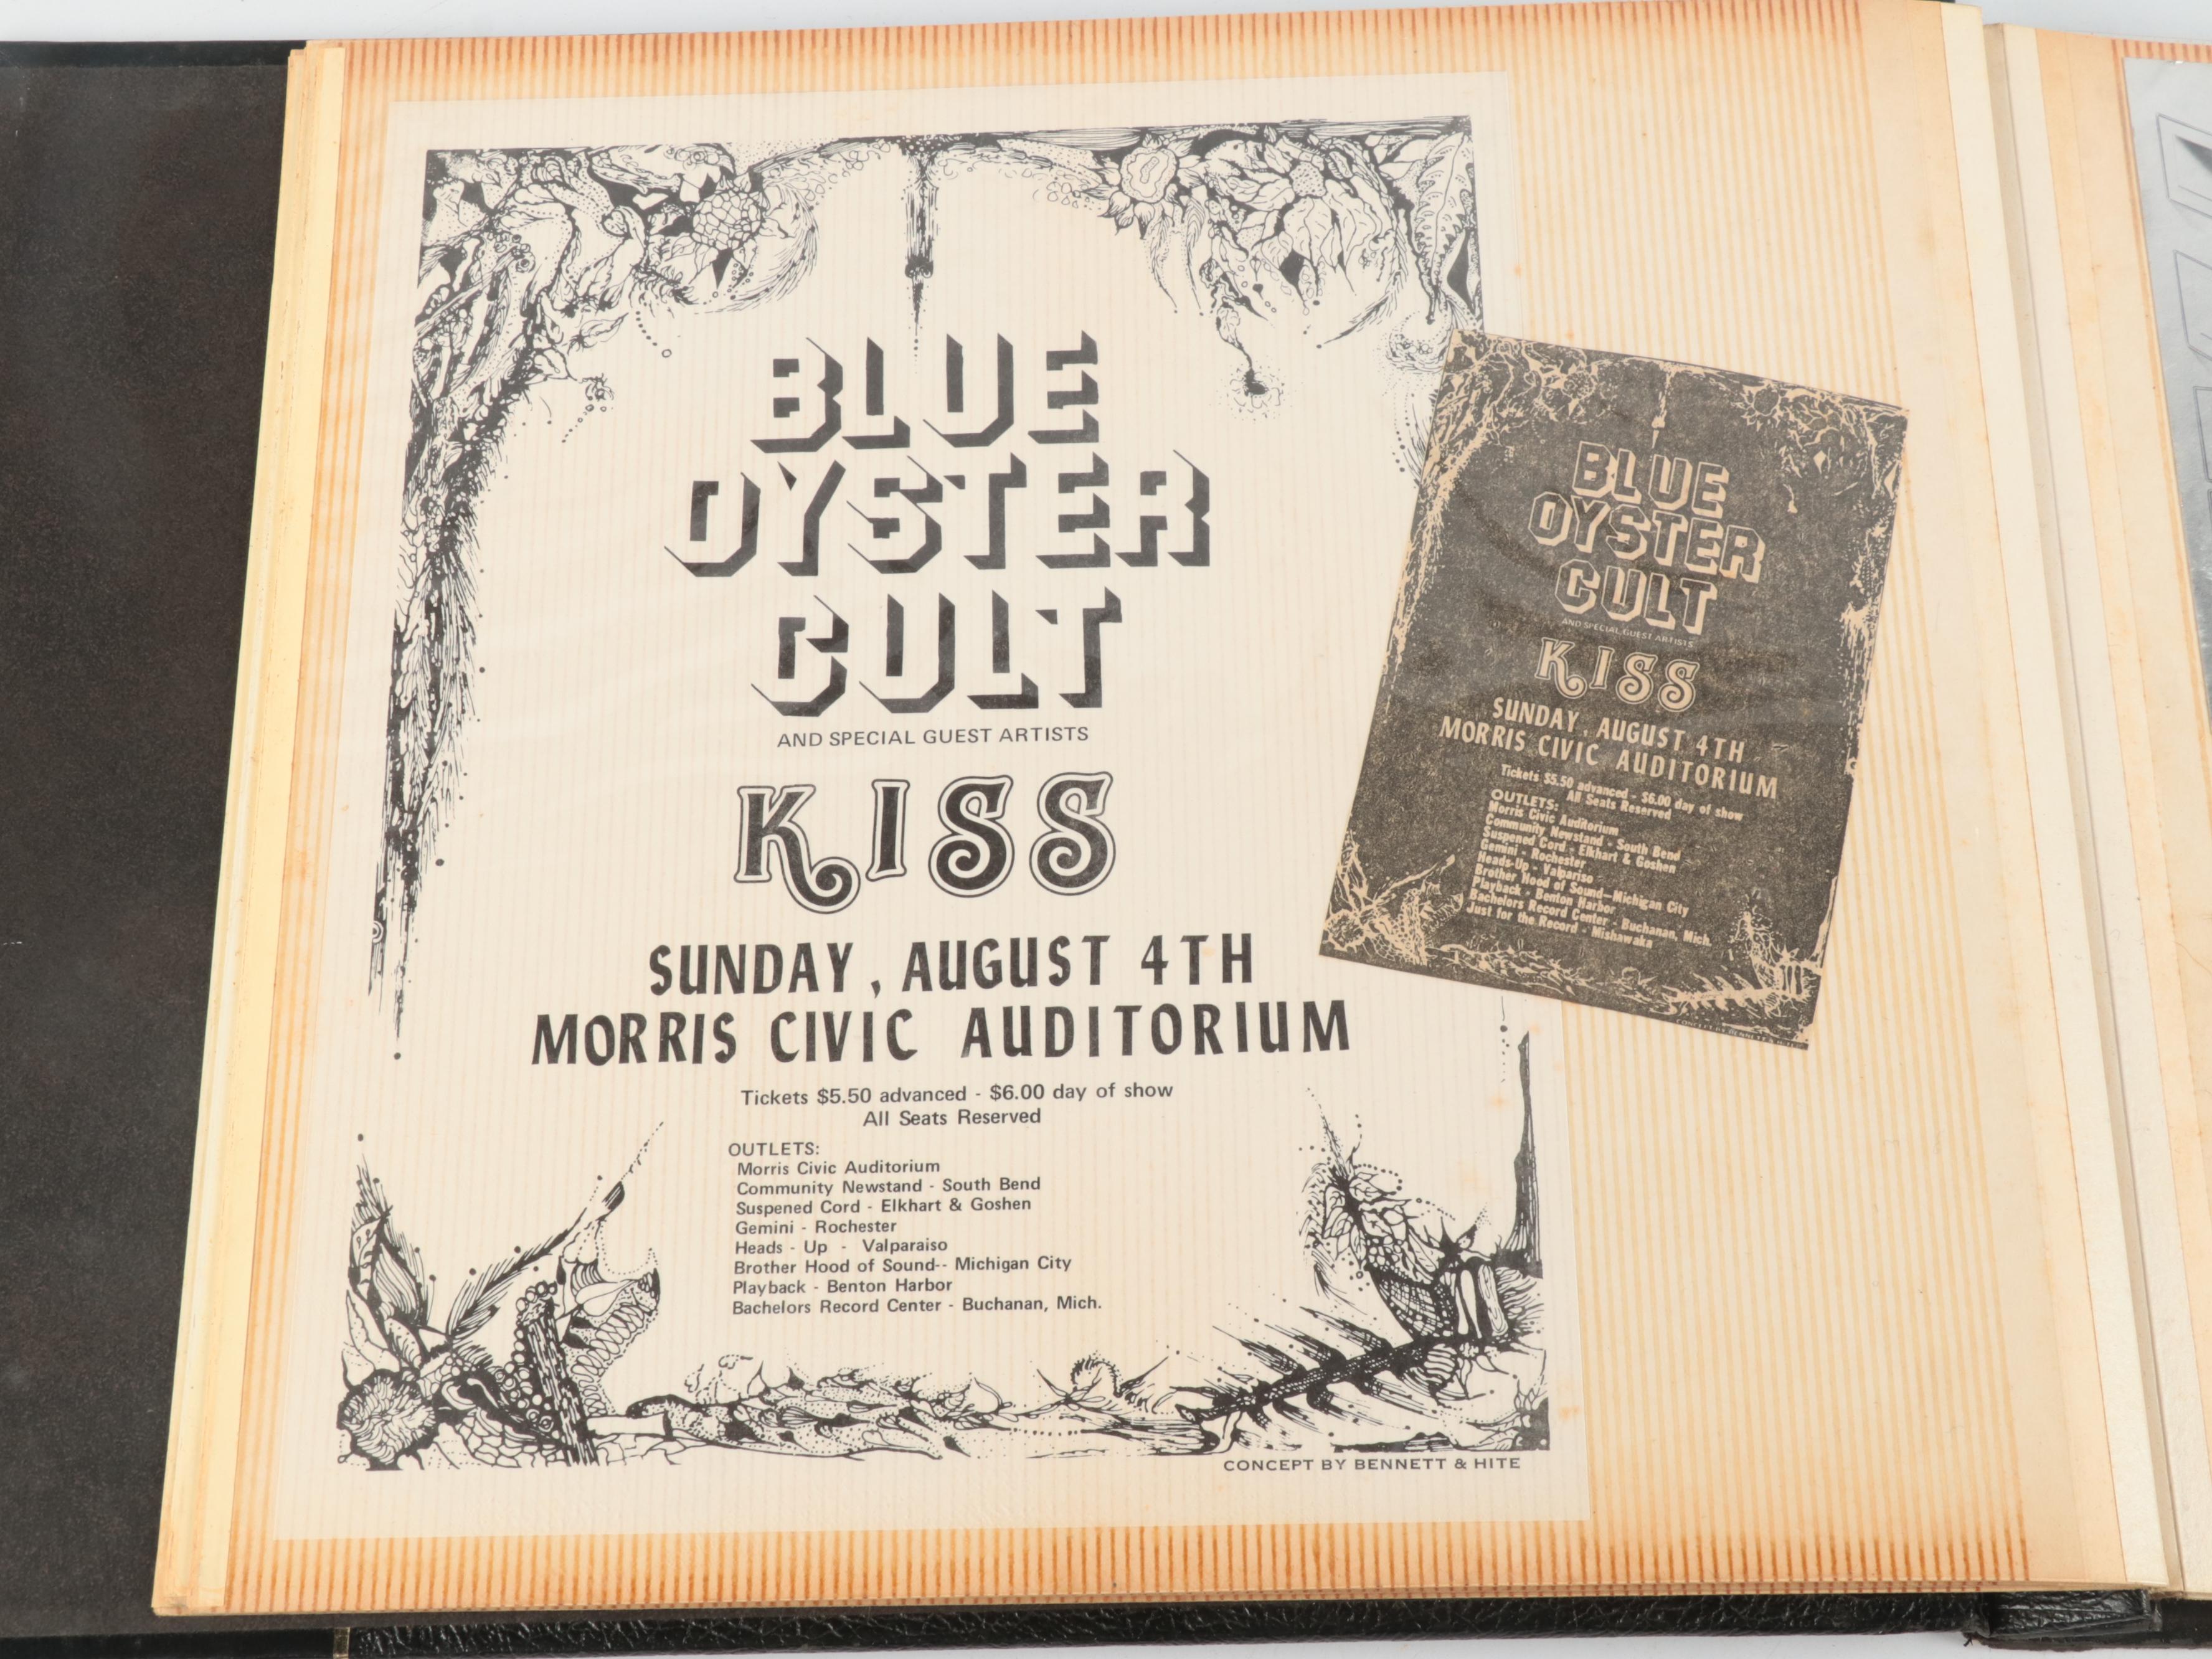 BLUE
OYSTER
CULT
AND SPECIAL GUEST ARTISTS
KISS
SUNDAY, AUGUST 4TH
MORRIS CIVIC AUDITORIUM
Tickets $5.50 advanced - $6.00 day of show
All Seats Reserved
OUTLETS:
Morris Civic Auditorium
Community Newstand - South Bend
Suspened Cord - Elkhart & Goshen
Gemini - Rochester
Heads - Up - Valparaiso
Brother Hood of Sound-- Michigan City
Playback - Benton Harbor
Bachelors Record Center - Buchanan, Mich.
CONCEPT BY BENNETT & HITE
BLUE
OYSTER
CULT
AND SPECIAL GUEST ARTISTS
KISS
SUNDAY, AUGUST 4TH
MORRIS CIVIC AUDITORIUM
Tickets $5.50 advanced - $6.00 day of show
All Seats Reserved
OUTLETS:
Morris Civic Auditorium
Community Newstand - South Bend
Suspened Cord - Elkhart & Goshen
Gemini - Rochester
Heads-Up - Valpariso
Brother Hood of Sound—Michigan City
Playback - Benton Harbor
Bachelors Record Center - Buchanan, Mich.
Just for the Record - Mishawaka
CONCEPT BY BENNETT & HITE